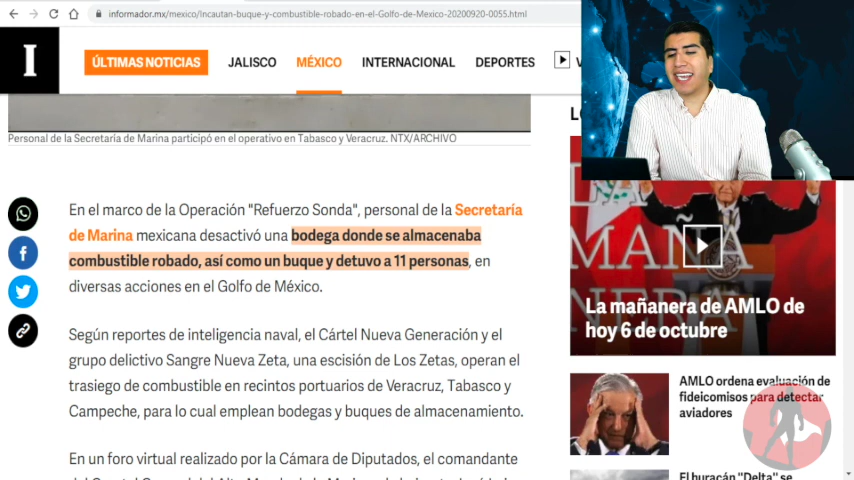 informador.mx/mexico/Incautan-buque-y-combustible-robado-en-el-Golfo-de-Mexico-20200920-0055.html
I
ÚLTIMAS NOTICIAS JALISCO MÉXICO INTERNACIONAL DEPORTES V
Personal de la Secretaría de Marina participó en el operativo en Tabasco y Veracruz. NTX/ARCHIVO
En el marco de la Operación "Refuerzo Sonda", personal de la Secretaría
de Marina mexicana desactivó una bodega donde se almacenaba
combustible robado, así como un buque y detuvo a 11 personas, en
diversas acciones en el Golfo de México.
Según reportes de inteligencia naval, el Cártel Nueva Generación y el
grupo delictivo Sangre Nueva Zeta, una escisión de Los Zetas, operan el
trasiego de combustible en recintos portuarios de Veracruz, Tabasco y
Campeche, para lo cual emplean bodegas y buques de almacenamiento.
En un foro virtual realizado por la Cámara de Diputados, el comandante
L
LA
MAÑA
NERA
La mañanera de AMLO de
hoy 6 de octubre
AMLO ordena evaluación de
fideicomisos para detectar
aviadores
El huracán "Delta" se